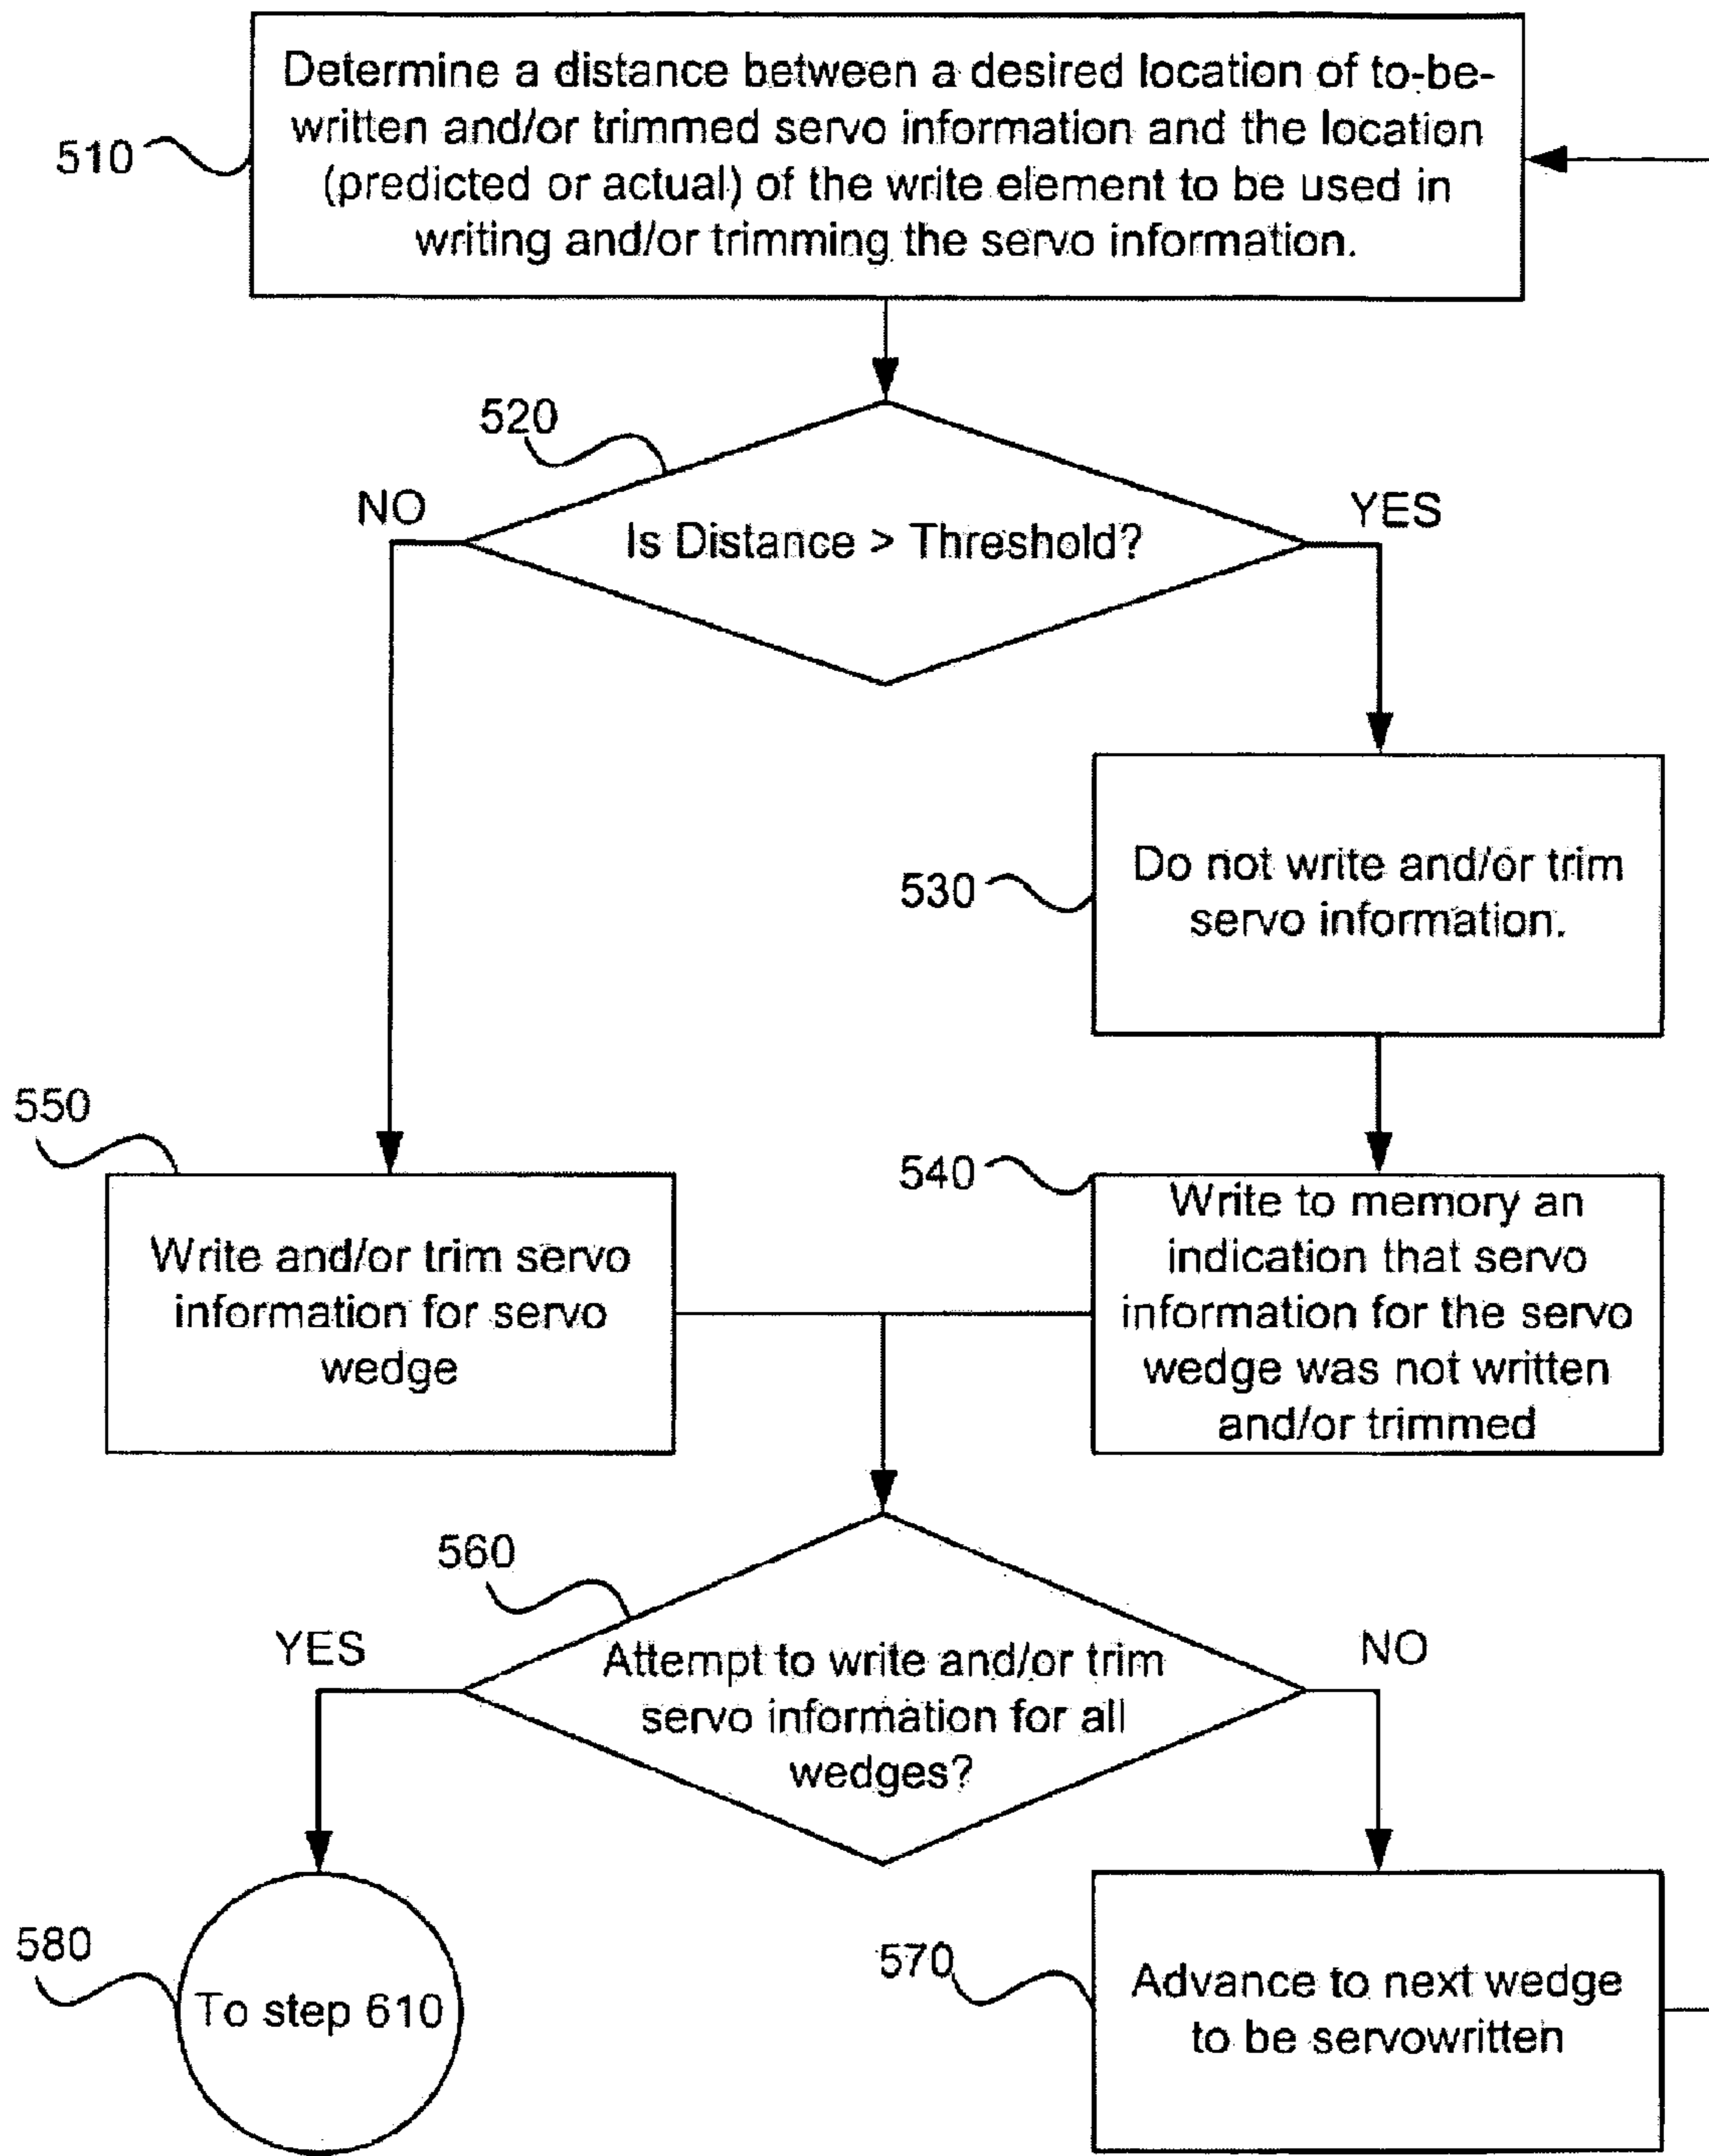 Determine a distance between a desired location of to-be-
written and/or trimmed servo information and the location
(predicted or actual) of the write element to be used in
writing and/or trimming the servo information.
510
520
NO
YES
Is Distance > Threshold?
530
Do not write and/or trim
servo information.
550
540
Write and/or trim servo
information for servo
wedge
Write to memory an
indication that servo
information for the servo
wedge was not written
and/or trimmed
560
YES
NO
Attempt to write and/or trim
servo information for all
wedges?
580
To step 610
570
Advance to next wedge
to be servowritten